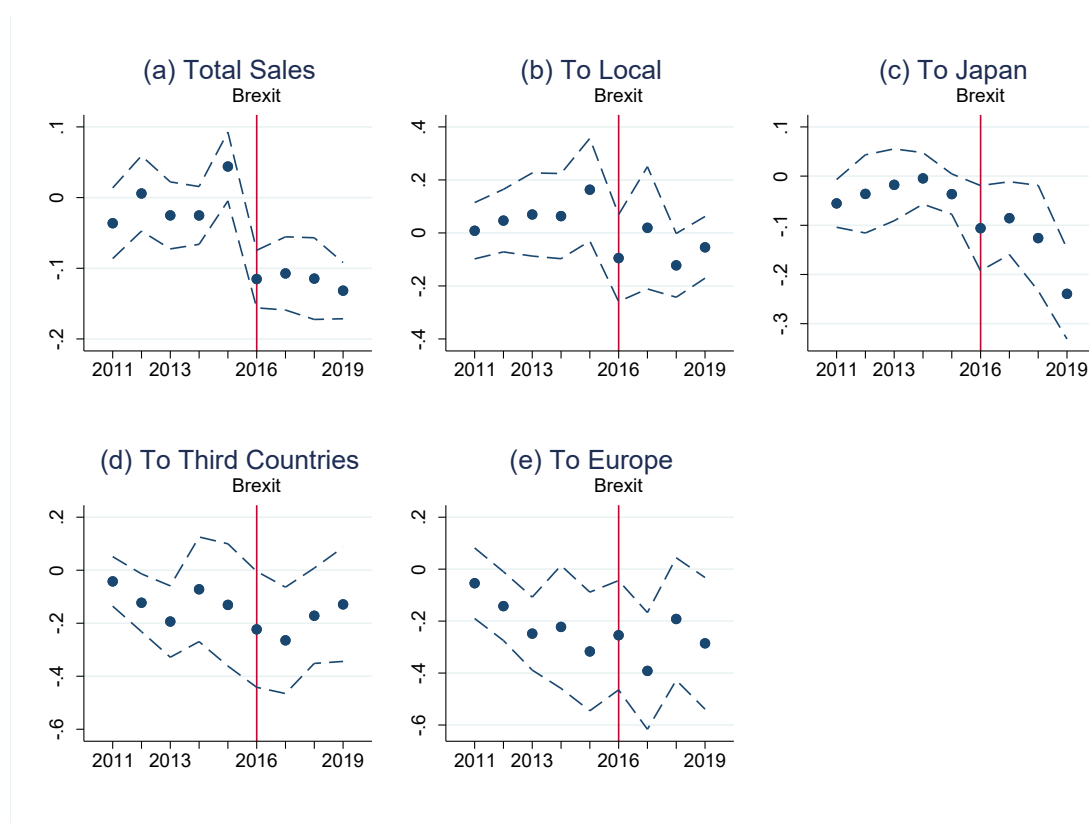 (a) Total Sales
Brexit
.1
0
-.1
-.2
2011 2013 2016 2019
(b) To Local
Brexit
.4
.2
0
-.2
-.4
2011 2013 2016 2019
(c) To Japan
Brexit
.1
0
-.1
-.2
-.3
2011 2013 2016 2019
(d) To Third Countries
Brexit
.2
0
-.2
-.4
-.6
2011 2013 2016 2019
(e) To Europe
Brexit
.2
0
-.2
-.4
-.6
2011 2013 2016 2019